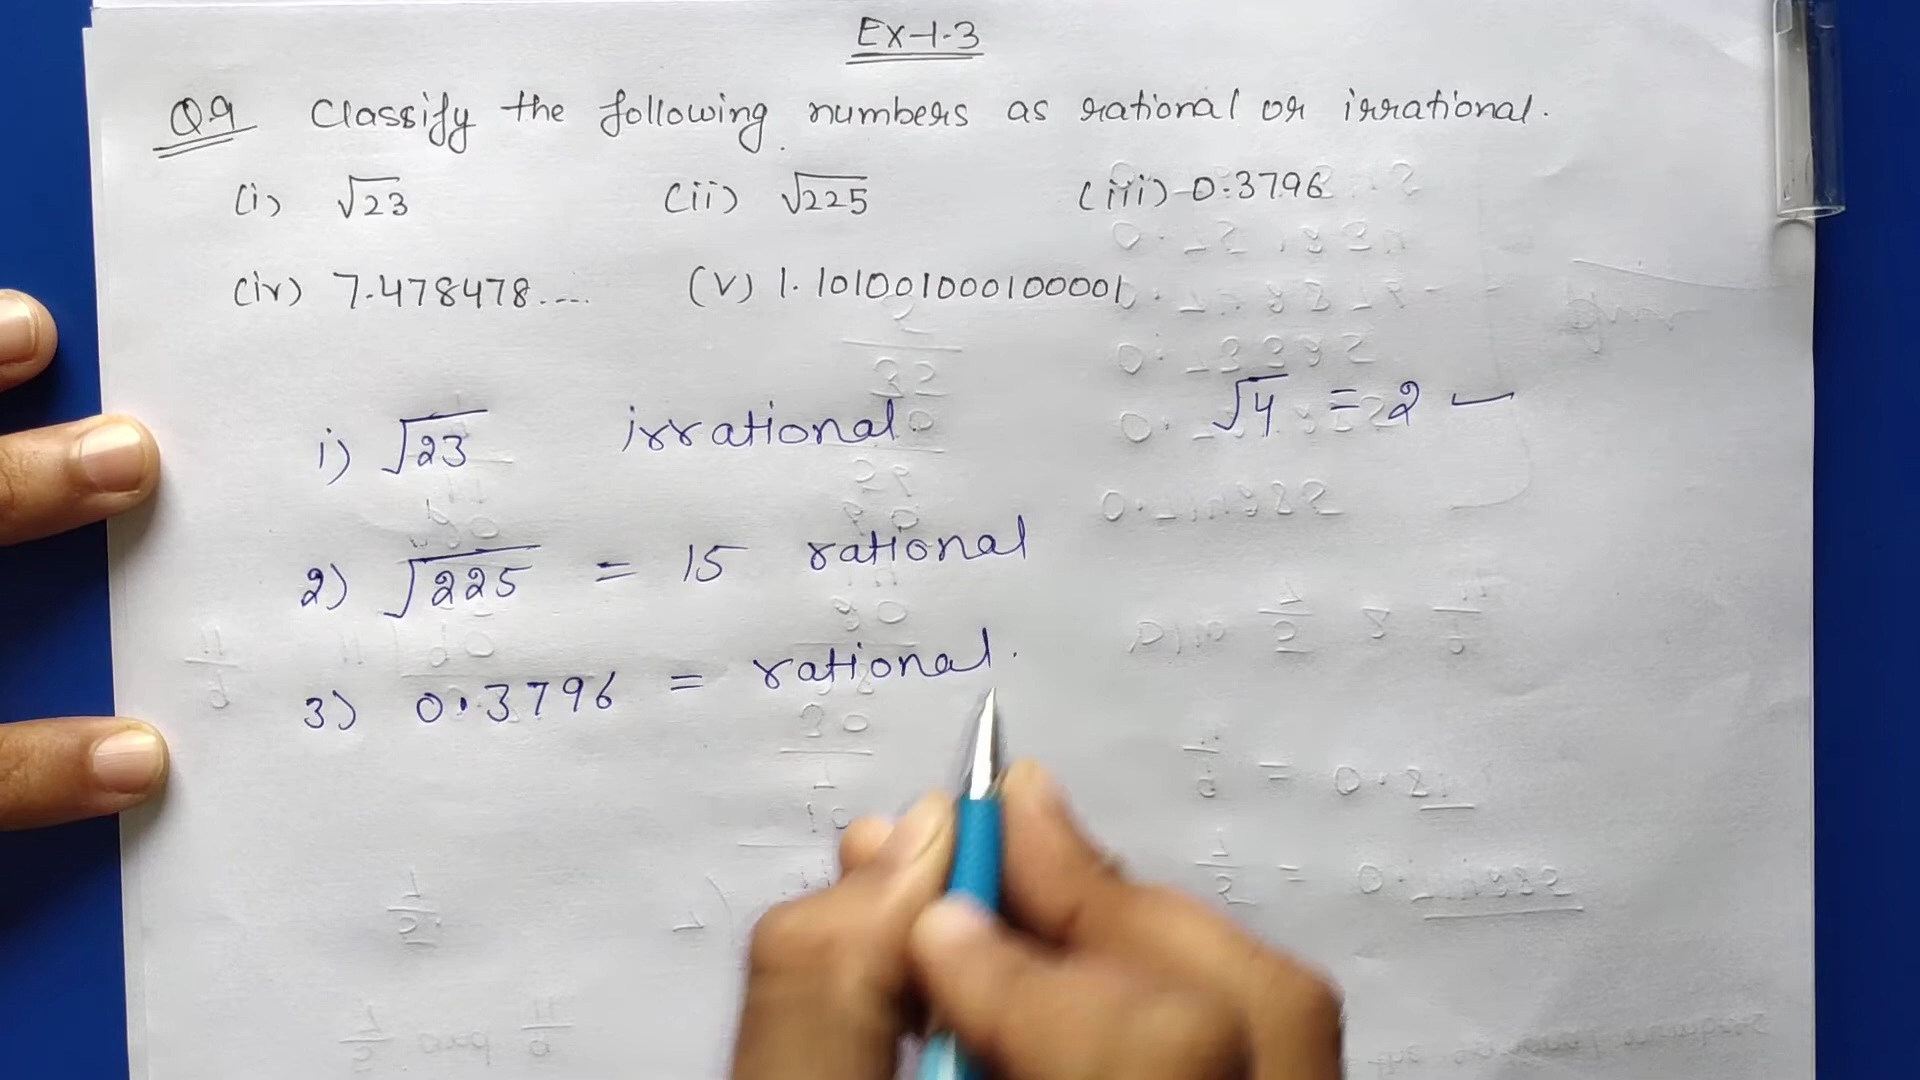 Ex-1.3
Q9 Classify the following numbers as rational or irrational.
(i) √23 (ii) √225 (iii) 0.3796
(iv) 7.478478.... (v) 1.101001000100001
i) √23 irrational. √4 = 2 —
2) √225 = 15 rational
3) 0.3796 = rational.